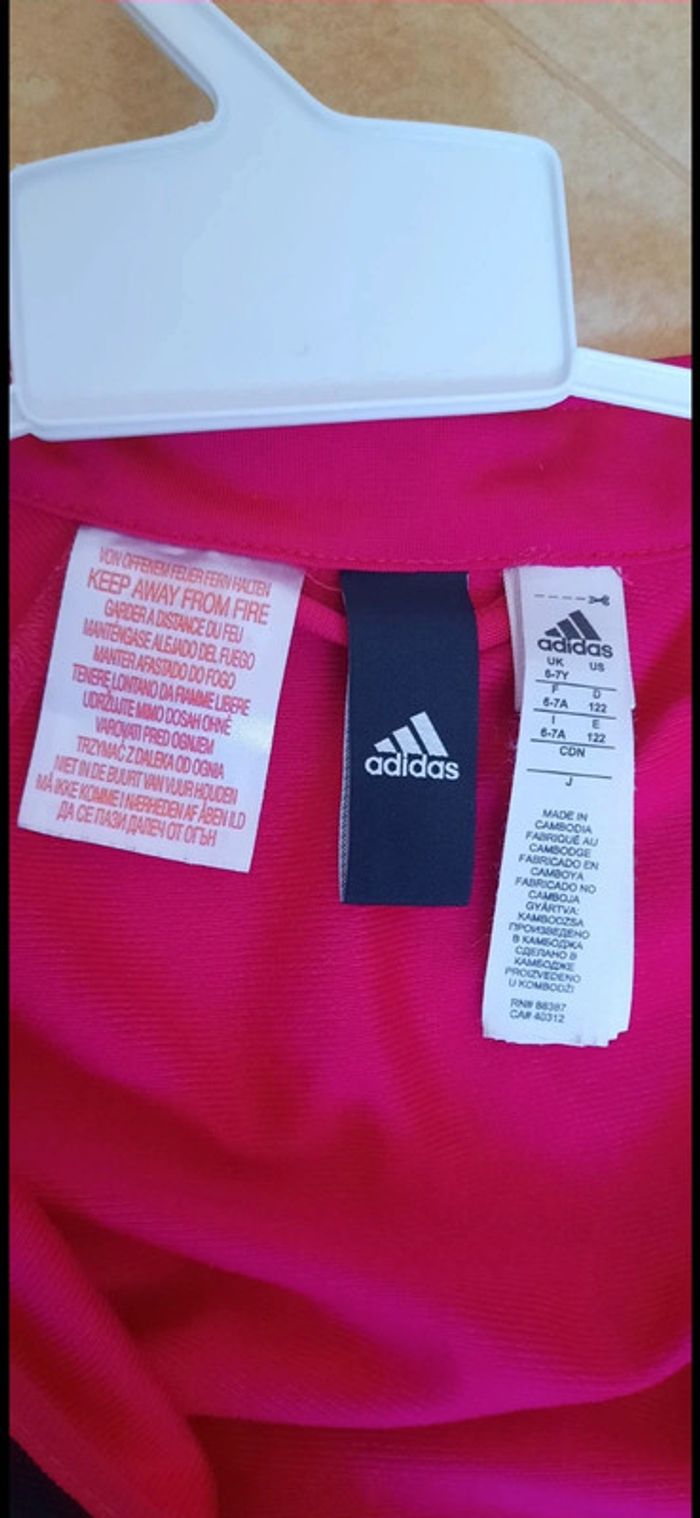 VON OFFENEM FEUER FERN HALTEN
KEEP AWAY FROM FIRE
GARDER A DISTANCE DU FEU
MANTÉNGASE ALEJADO DEL FUEGO
MANTER AFASTADO DO FOGO
TENERE LONTANO DA FIAMME LIBERE
UDRŽUJTE MIMO DOSAH OHNĚ
VAROVATI PRED OGNJEM
TRZYMAĆ Z DALEKA OD OGNIA
NIET IN DE BUURT VAN VUUR HOUDEN
MÅ IKKE KOMME I NÆRHEDEN AF ÅBEN ILD
ДА СЕ ПАЗИ ДАЛЕЧ ОТ ОГЪН
adidas
adidas
UK US
6-7Y
F D
6-7A 122
I E
6-7A 122
CDN
J
MADE IN
CAMBODIA
FABRIQUÉ AU
CAMBODGE
FABRICADO EN
CAMBOYA
FABRICADO NO
CAMBOJA
GYÁRTVA:
KAMBODZSA
ПРОИЗВЕДЕНО
В КАМБОДЖА
СДЕЛАНО В
КАМБОДЖЕ
PROIZVEDENO
U KOMBODŽI
RN# 88387
CA# 40312